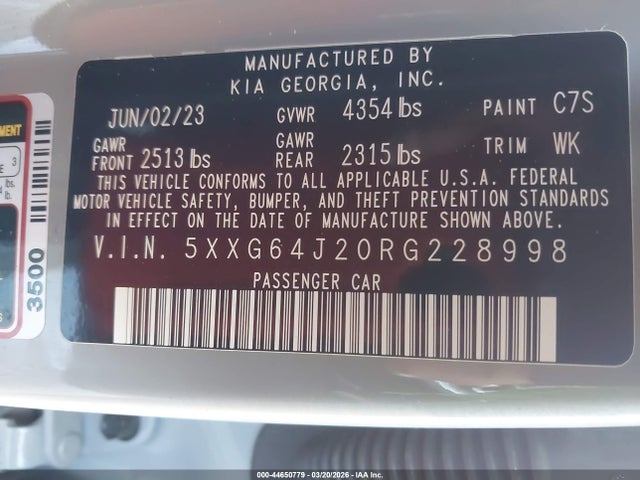 MANUFACTURED BY
KIA GEORGIA, INC.
JUN/02/23 GVWR 4354 lbs PAINT C7S
GAWR FRONT 2513 lbs GAWR REAR 2315 lbs TRIM WK
THIS VEHICLE CONFORMS TO ALL APPLICABLE U.S.A. FEDERAL
MOTOR VEHICLE SAFETY, BUMPER, AND THEFT PREVENTION STANDARDS
IN EFFECT ON THE DATE OF MANUFACTURE SHOWN ABOVE.
V.I.N. 5XXG64J20RG228998
PASSENGER CAR
3
lbs.
lb.
3500
000-44650779 - 03/20/2026 - IAA Inc.